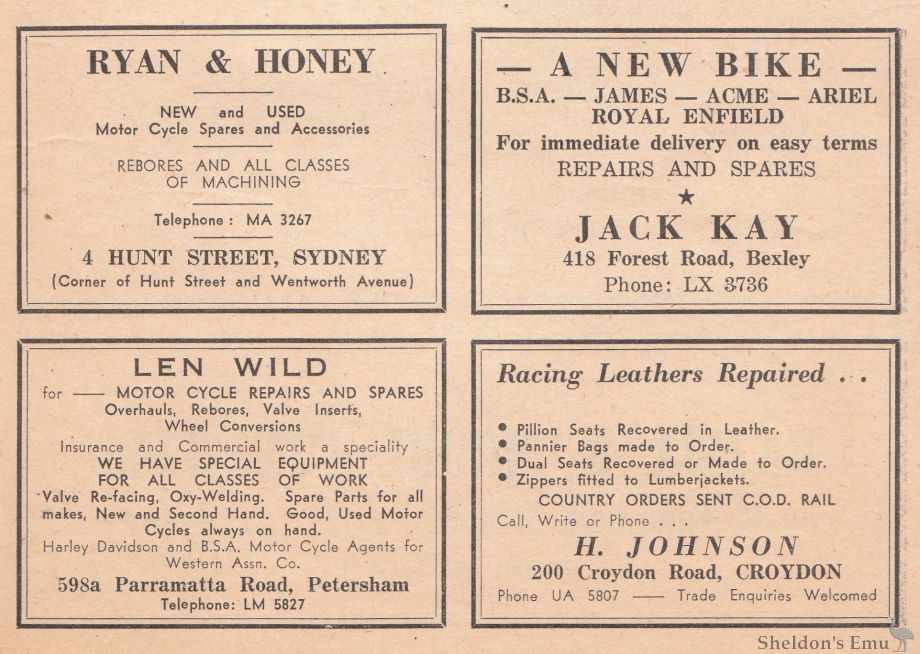 RYAN & HONEY
NEW and USED
Motor Cycle Spares and Accessories
REBORES AND ALL CLASSES
OF MACHINING
Telephone: MA 3267
4 HUNT STREET, SYDNEY
(Corner of Hunt Street and Wentworth Avenue)
— A NEW BIKE —
B.S.A. — JAMES — ACME — ARIEL
ROYAL ENFIELD
For immediate delivery on easy terms
REPAIRS AND SPARES
★
JACK KAY
418 Forest Road, Bexley
Phone: LX 3736
LEN WILD
for — MOTOR CYCLE REPAIRS AND SPARES
Overhauls, Rebores, Valve Inserts,
Wheel Conversions
Insurance and Commercial work a speciality
WE HAVE SPECIAL EQUIPMENT
FOR ALL CLASSES OF WORK
Valve Re-facing, Oxy-Welding. Spare Parts for all
makes, New and Second Hand. Good, Used Motor
Cycles always on hand.
Harley Davidson and B.S.A. Motor Cycle Agents for
Western Assn. Co.
598a Parramatta Road, Petersham
Telephone: LM 5827
Racing Leathers Repaired . . .
• Pillion Seats Recovered in Leather.
• Pannier Bags made to Order.
• Dual Seats Recovered or Made to Order.
• Zippers fitted to Lumberjackets.
COUNTRY ORDERS SENT C.O.D. RAIL
Call, Write or Phone . . .
H. JOHNSON
200 Croydon Road, CROYDON
Phone UA 5807 — Trade Enquiries Welcomed
Sheldon's Emu